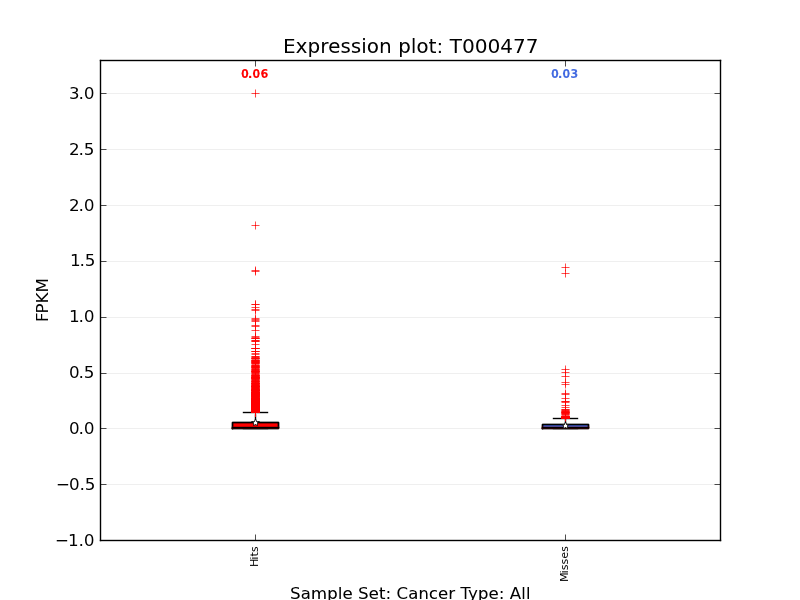 Expression plot: T000477
0.06
0.03
3.0
2.5
2.0
1.5
1.0
0.5
0.0
−0.5
−1.0
FPKM
Hits
Misses
Sample Set: Cancer Type: All